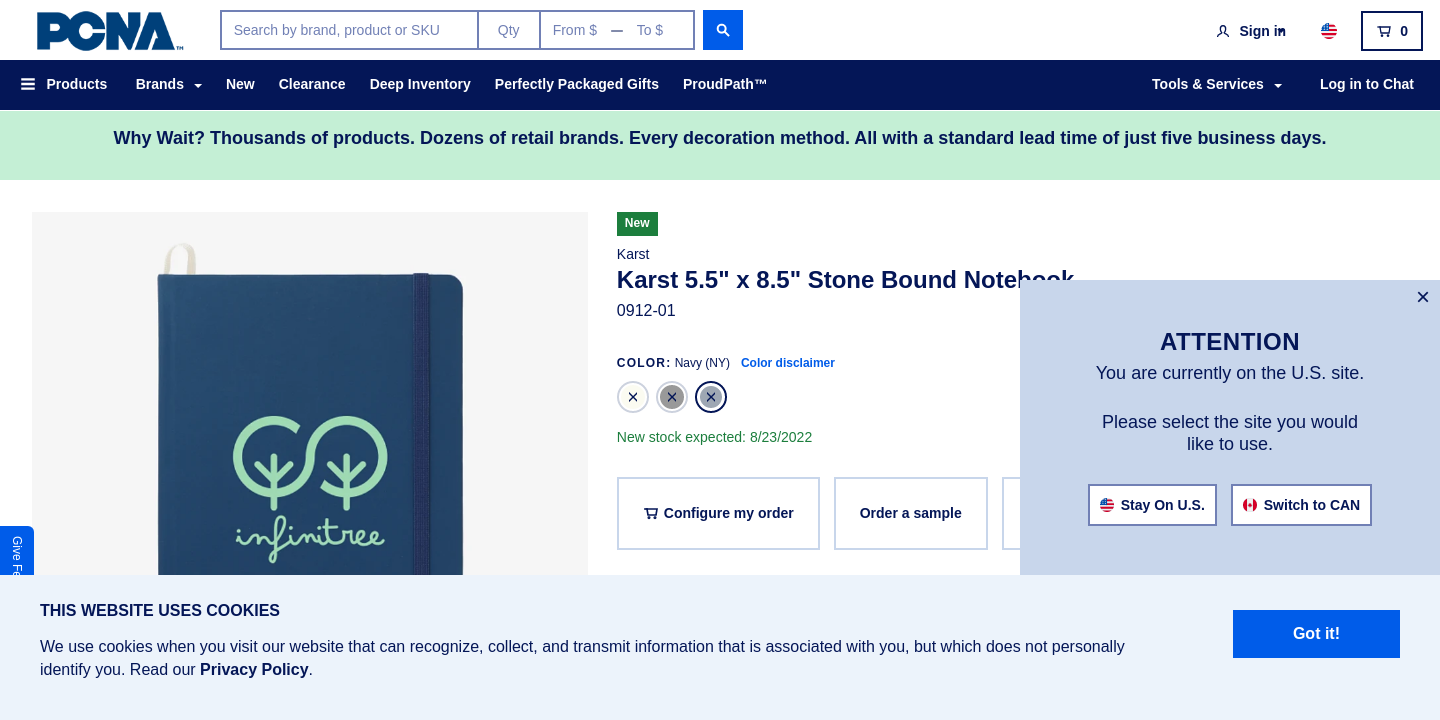 PCNA™
Search by brand, product or SKU
Qty
From $ — To $
Sign in
0
Products
Brands
New
Clearance
Deep Inventory
Perfectly Packaged Gifts
ProudPath™
Tools & Services
Log in to Chat
Why Wait? Thousands of products. Dozens of retail brands. Every decoration method. All with a standard lead time of just five business days.
infinitree
New
Karst
Karst 5.5" x 8.5" Stone Bound Notebook
0912-01
COLOR: Navy (NY) Color disclaimer
New stock expected: 8/23/2022
Configure my order
Order a sample
ATTENTION
You are currently on the U.S. site.
Please select the site you would
like to use.
Stay On U.S.
Switch to CAN
Give
THIS WEBSITE USES COOKIES
We use cookies when you visit our website that can recognize, collect, and transmit information that is associated with you, but which does not personally
identify you. Read our Privacy Policy.
Got it!